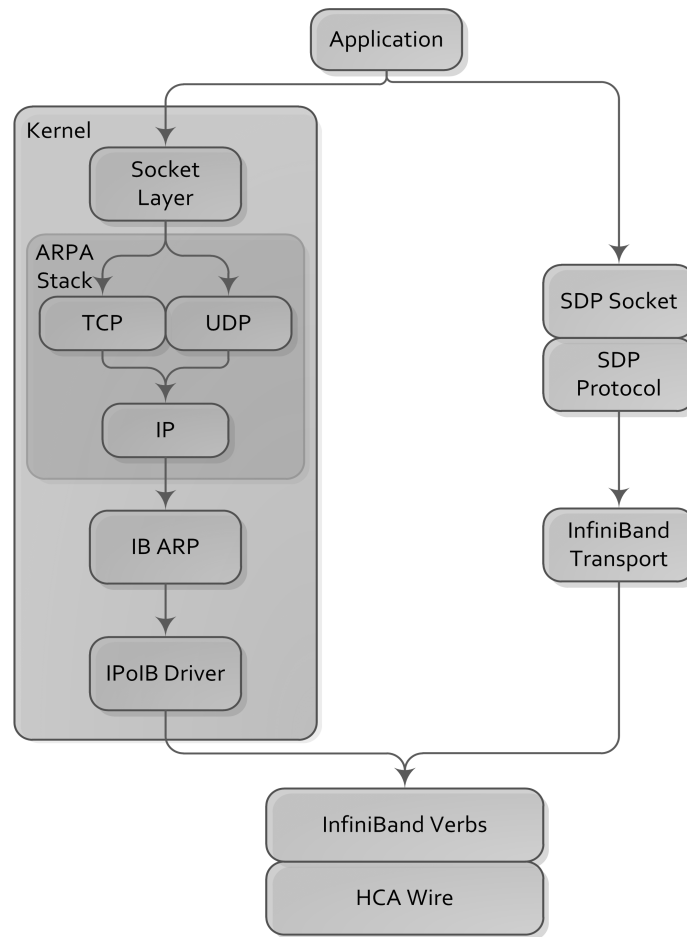 Application
Kernel
Socket
Layer
ARPA
Stack
TCP
UDP
IP
IB ARP
IPoIB Driver
SDP Socket
SDP
Protocol
InfiniBand
Transport
InfiniBand Verbs
HCA Wire